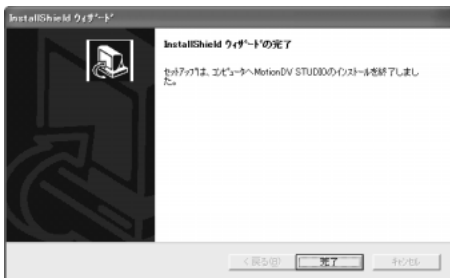 InstallShield ウィザード
InstallShield ウィザードの完了
セットアップは、コンピュータへMotionDV STUDIOのインストールを終了しまし
た。
< 戻る(B)
完了
キャンセル